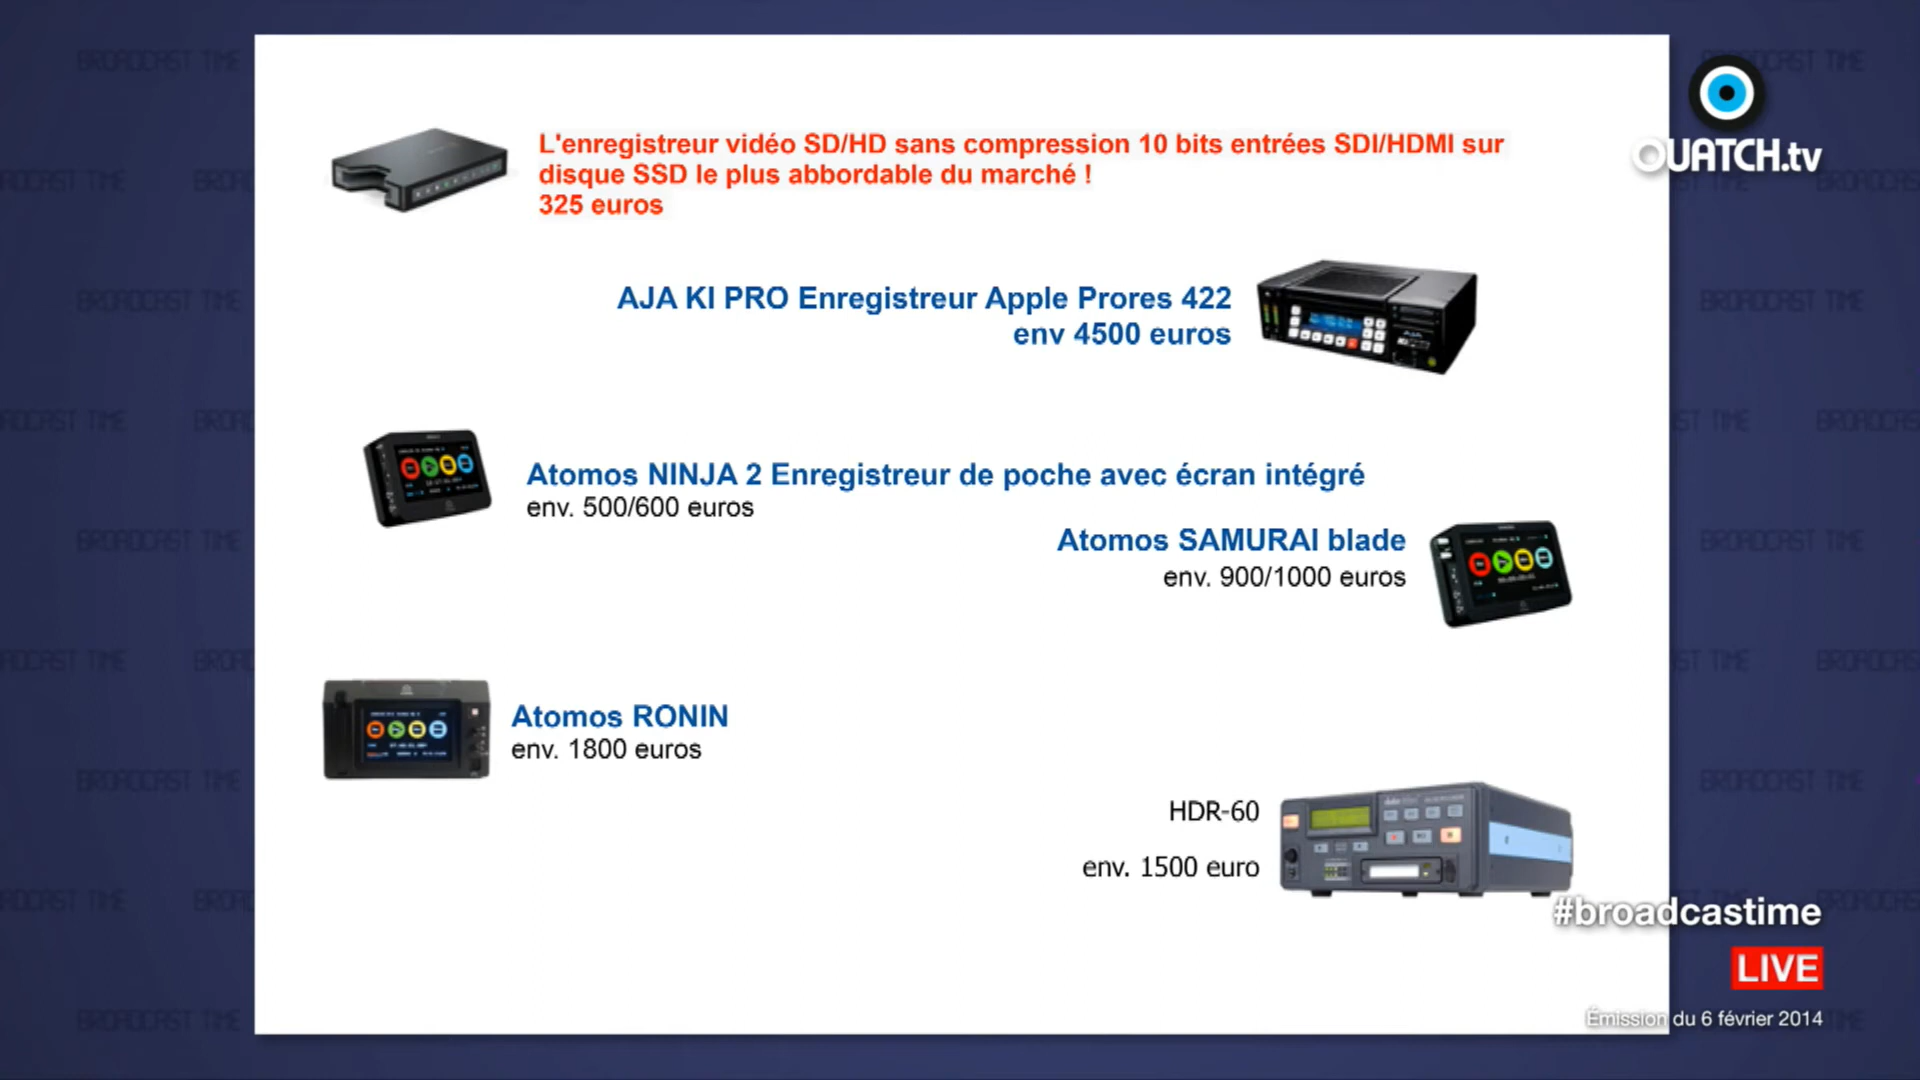 L'enregistreur vidéo SD/HD sans compression 10 bits entrées SDI/HDMI sur
disque SSD le plus abbordable du marché !
325 euros
OUATCH.tv
AJA KI PRO Enregistreur Apple Prores 422
env 4500 euros
Atomos NINJA 2 Enregistreur de poche avec écran intégré
env. 500/600 euros
Atomos SAMURAI blade
env. 900/1000 euros
Atomos RONIN
env. 1800 euros
HDR-60
env. 1500 euro
#broadcastime
LIVE
Émission du 6 février 2014
BROADCAST TIME